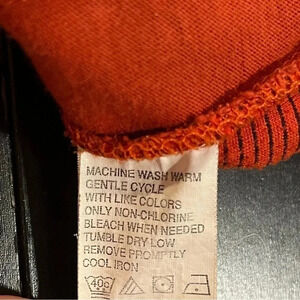 MACHINE WASH WARM
GENTLE CYCLE
WITH LIKE COLORS
ONLY NON-CHLORINE
BLEACH WHEN NEEDED
TUMBLE DRY LOW
REMOVE PROMPTLY
COOL IRON
40c